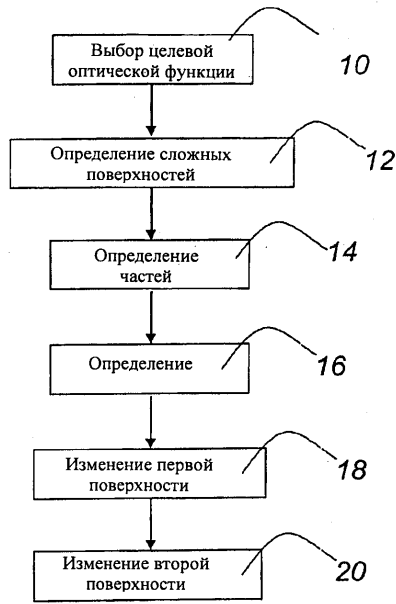 Выбор целевой
оптической функции
10
Определение сложных
поверхностей
12
Определение
частей
14
Определение
16
Изменение первой
поверхности
18
Изменение второй
поверхности
20